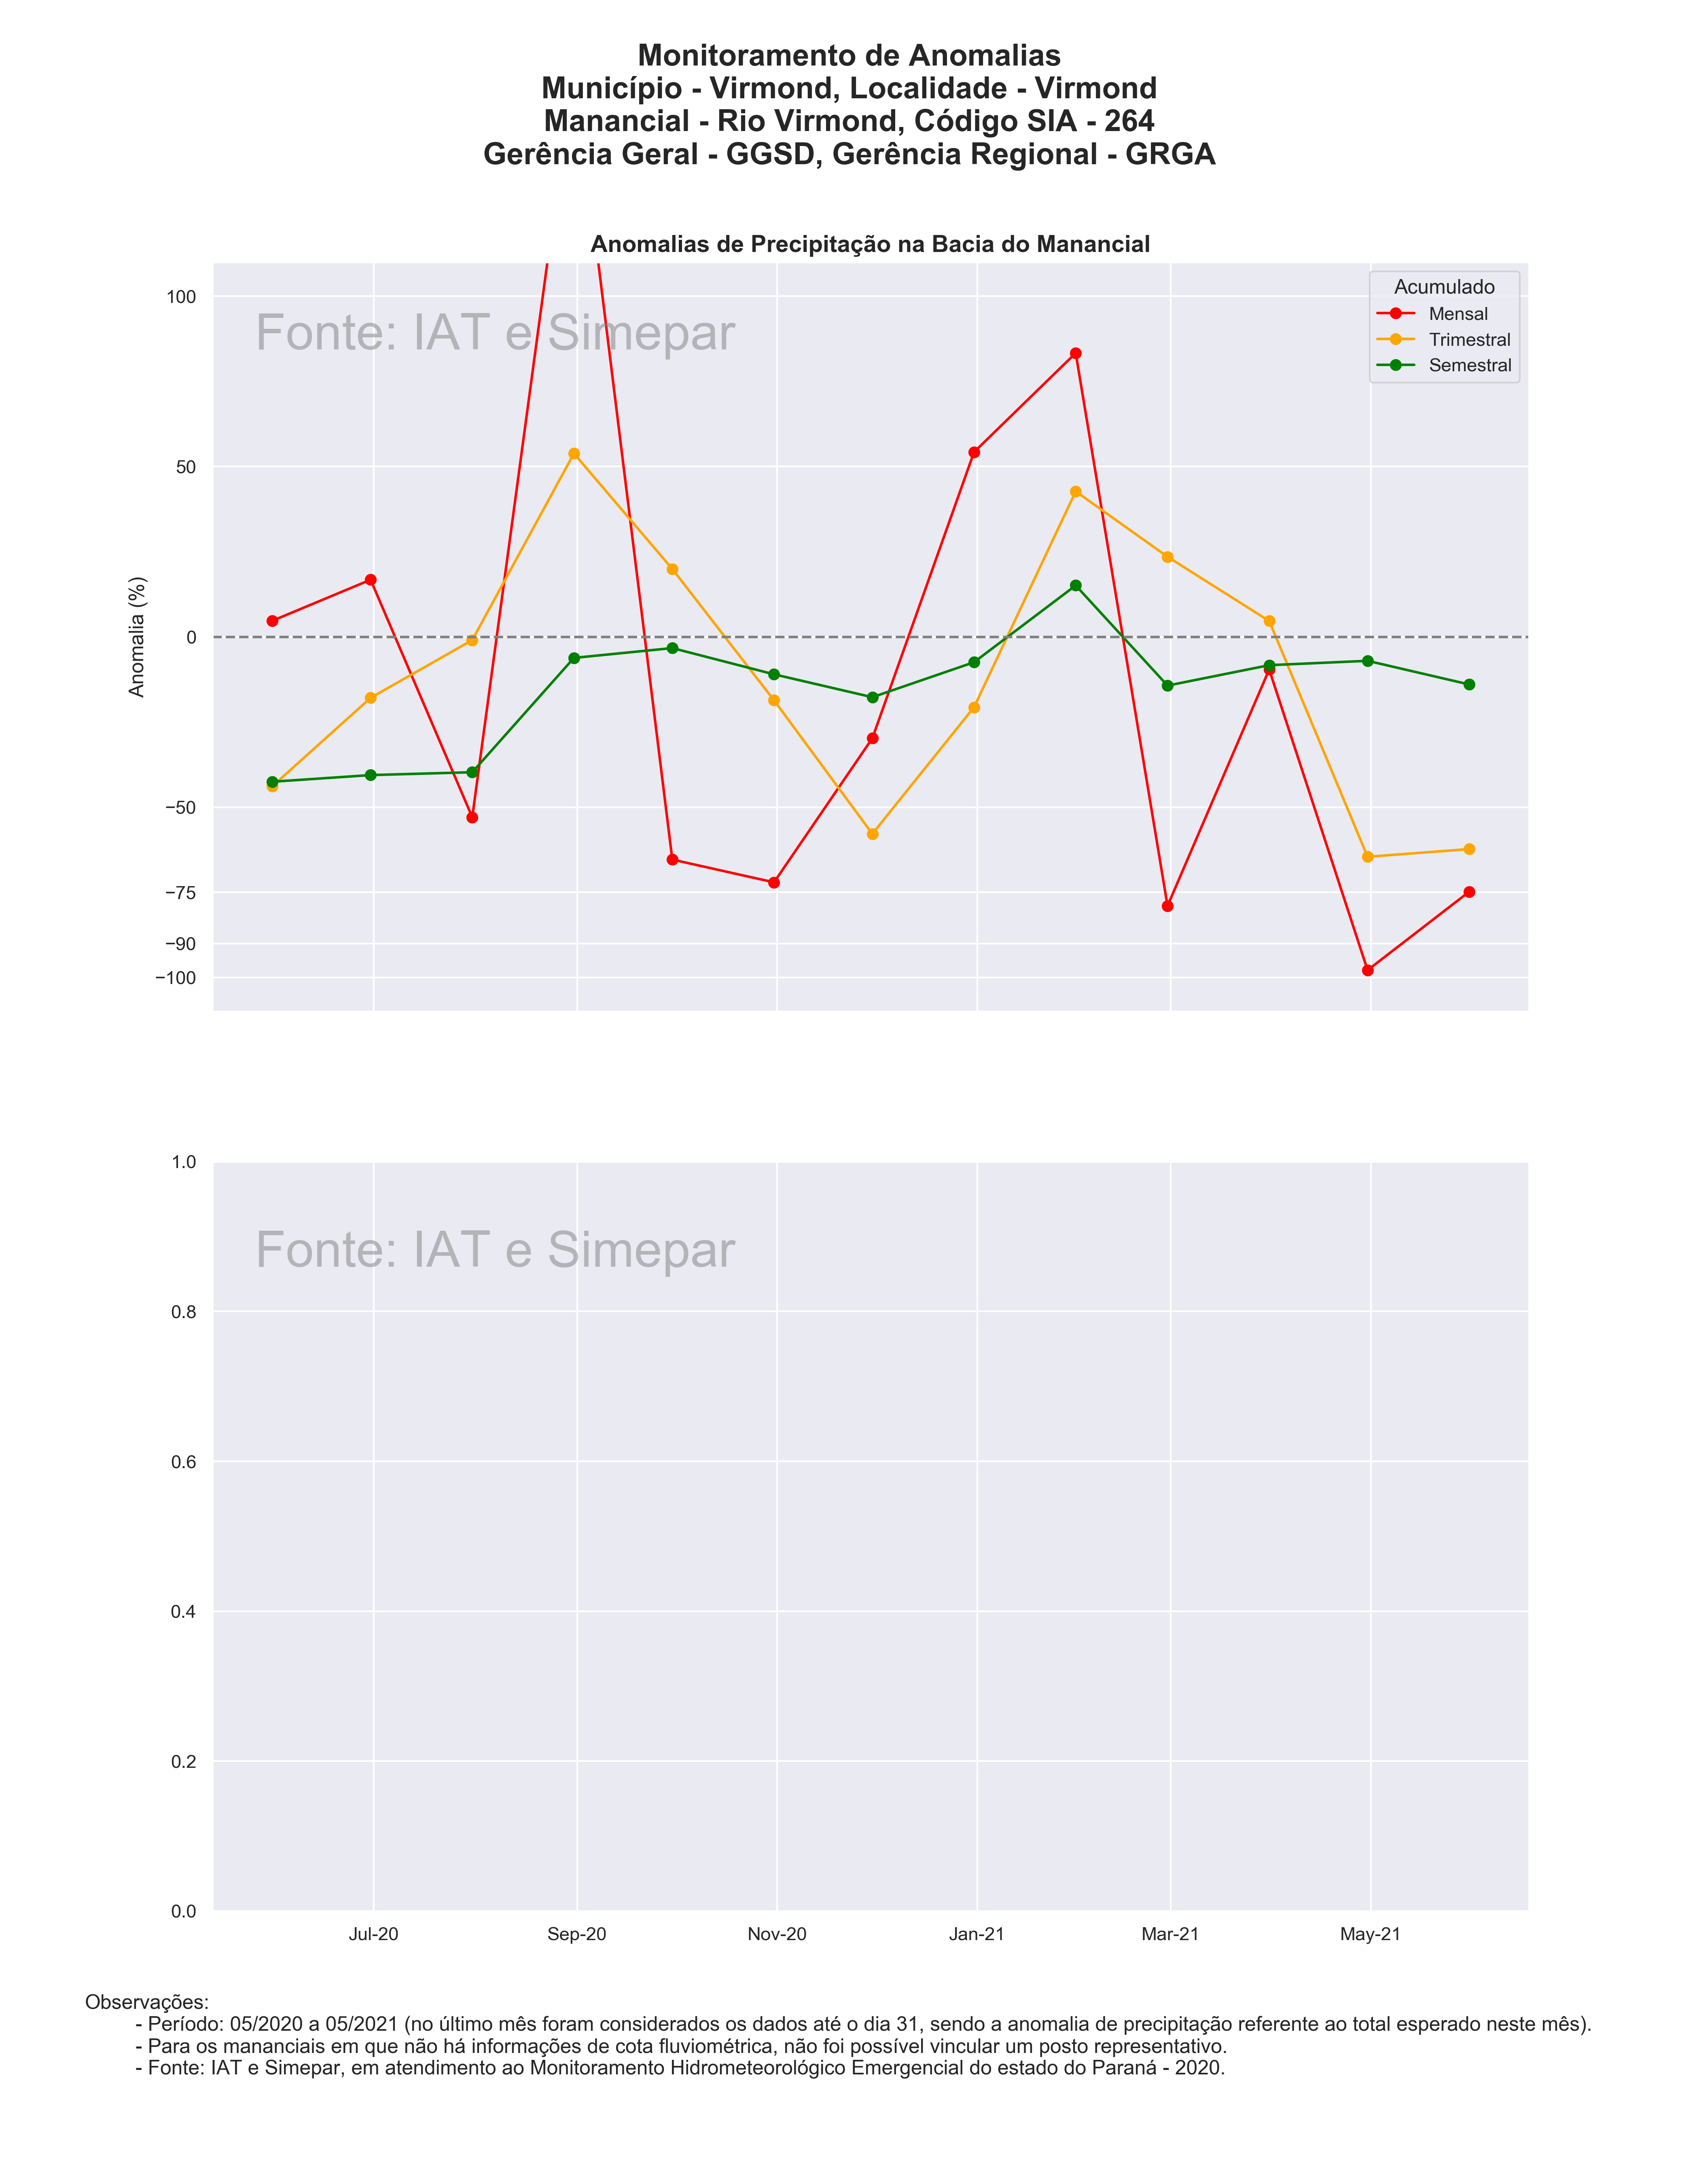 Monitoramento de Anomalias
Município - Virmond, Localidade - Virmond
Manancial - Rio Virmond, Código SIA - 264
Gerência Geral - GGSD, Gerência Regional - GRGA
Anomalias de Precipitação na Bacia do Manancial
Fonte: IAT e Simepar
Acumulado
Mensal
Trimestral
Semestral
Anomalia (%)
100
50
0
−50
−75
−90
−100
Fonte: IAT e Simepar
1.0
0.8
0.6
0.4
0.2
0.0
Jul-20 Sep-20 Nov-20 Jan-21 Mar-21 May-21
Observações:
- Período: 05/2020 a 05/2021 (no último mês foram considerados os dados até o dia 31, sendo a anomalia de precipitação referente ao total esperado neste mês).
- Para os mananciais em que não há informações de cota fluviométrica, não foi possível vincular um posto representativo.
- Fonte: IAT e Simepar, em atendimento ao Monitoramento Hidrometeorológico Emergencial do estado do Paraná - 2020.